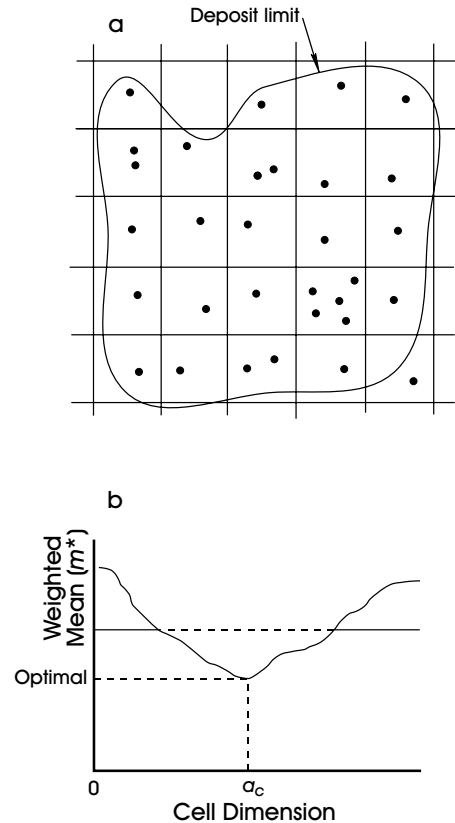 a
Deposit limit
b
Weighted
Mean (m*)
Optimal
0
a_c
Cell Dimension